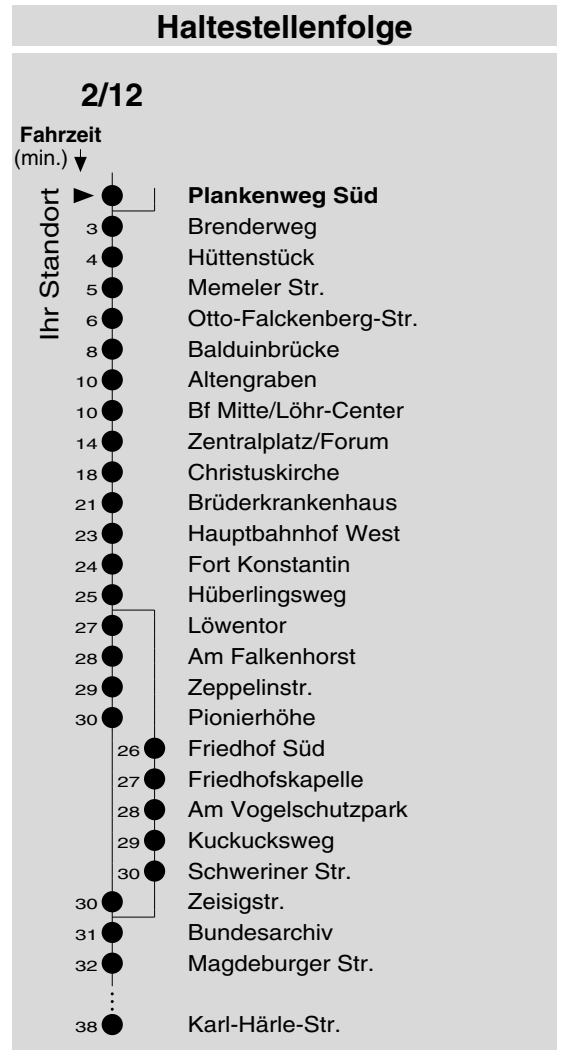 Haltestellenfolge
2/12
Fahrzeit
(min.)
Ihr Standort
Plankenweg Süd
3 Brenderweg
4 Hüttenstück
5 Memeler Str.
6 Otto-Falckenberg-Str.
8 Balduinbrücke
10 Altengraben
10 Bf Mitte/Löhr-Center
14 Zentralplatz/Forum
18 Christuskirche
21 Brüderkrankenhaus
23 Hauptbahnhof West
24 Fort Konstantin
25 Hüberlingsweg
27 Löwentor
28 Am Falkenhorst
29 Zeppelinstr.
30 Pionierhöhe
26 Friedhof Süd
27 Friedhofskapelle
28 Am Vogelschutzpark
29 Kuckucksweg
30 Schweriner Str.
30 Zeisigstr.
31 Bundesarchiv
32 Magdeburger Str.
38 Karl-Härle-Str.